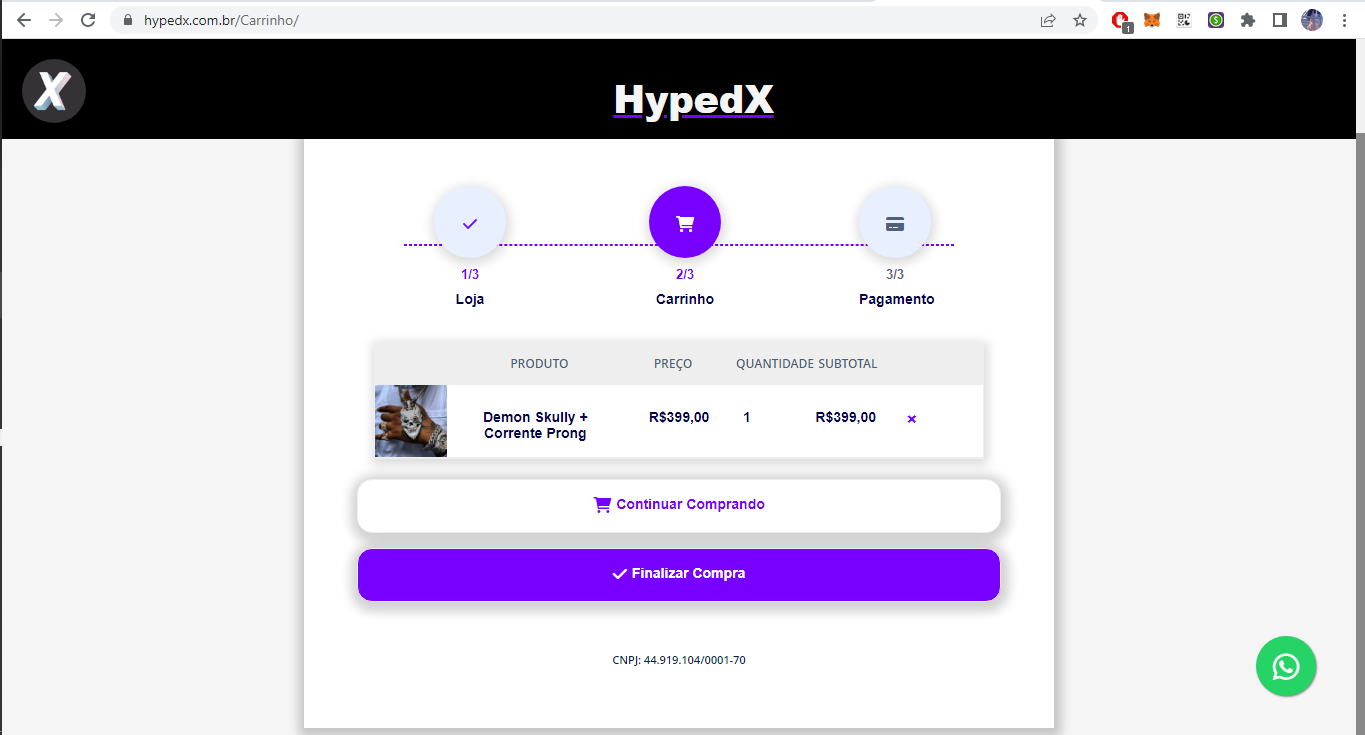 hypedx.com.br/Carrinho/
1
X
HypedX
1/3
2/3
3/3
Loja
Carrinho
Pagamento
PRODUTO PREÇO QUANTIDADE SUBTOTAL
Demon Skully +
Corrente Prong
R$399,00 1 R$399,00 ×
Continuar Comprando
Finalizar Compra
CNPJ: 44.919.104/0001-70